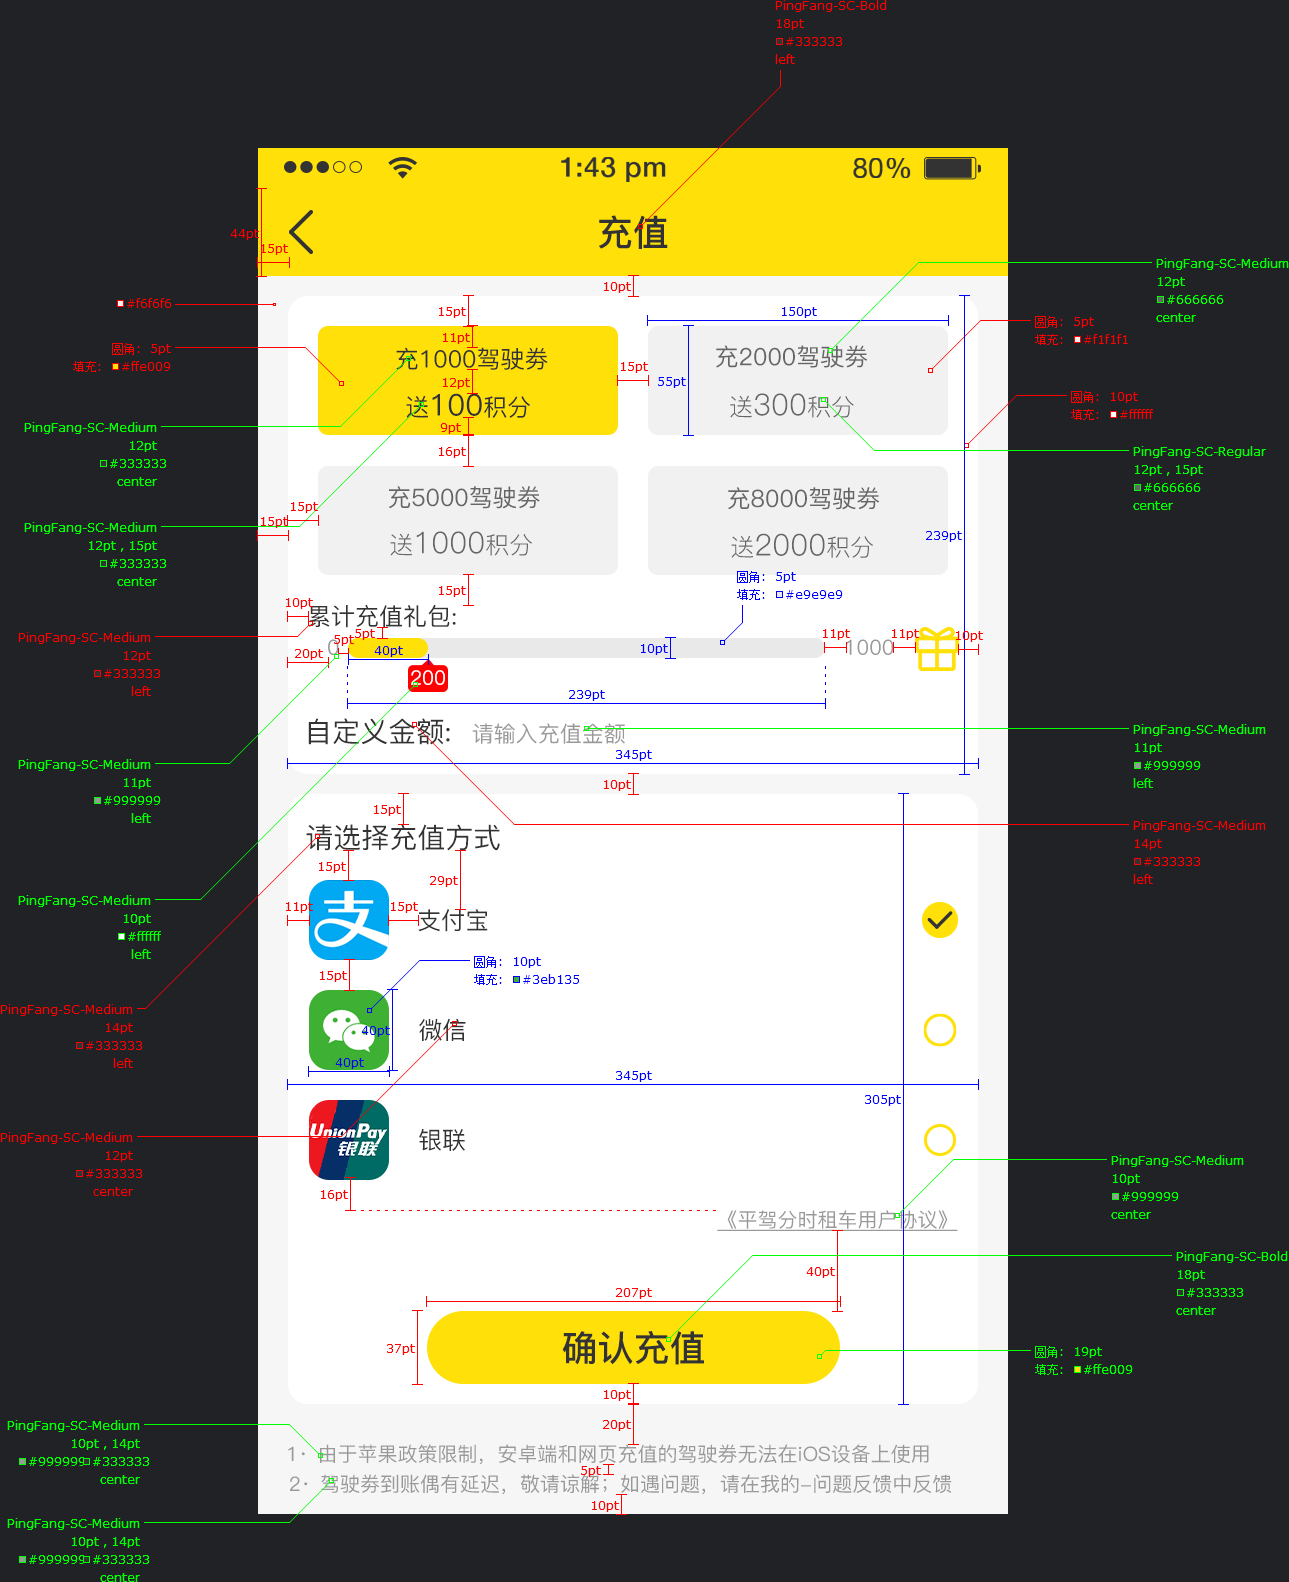 PingFang-SC-Bold
18pt
#333333
left
1:43 pm
80%
充值
44pt
15pt
10pt
#f6f6f6
PingFang-SC-Medium
12pt
#666666
center
15pt
150pt
圆角: 5pt
填充: #ffe009
11pt
充1000驾驶券
12pt
送100积分
9pt
15pt
55pt
充2000驾驶券
送300积分
圆角: 5pt
填充: #f1f1f1
圆角: 10pt
填充: #ffffff
PingFang-SC-Medium
12pt
#333333
center
16pt
PingFang-SC-Regular
12pt , 15pt
#666666
center
15pt
15pt
充5000驾驶券
送1000积分
充8000驾驶券
送2000积分
239pt
PingFang-SC-Medium
12pt , 15pt
#333333
center
15pt
圆角: 5pt
填充: #e9e9e9
10pt
累计充值礼包:
PingFang-SC-Medium
12pt
#333333
left
20pt
0
5pt
5pt
40pt
10pt
11pt
1000
11pt
10pt
200
239pt
自定义金额:
请输入充值金额
345pt
PingFang-SC-Medium
11pt
#999999
left
PingFang-SC-Medium
11pt
#999999
left
10pt
15pt
请选择充值方式
PingFang-SC-Medium
14pt
#333333
left
15pt
29pt
11pt
支
15pt
支付宝
PingFang-SC-Medium
10pt
#ffffff
left
15pt
圆角: 10pt
填充: #3eb135
PingFang-SC-Medium
14pt
#333333
left
40pt
微信
40pt
345pt
305pt
UnionPay
银联
银联
PingFang-SC-Medium
12pt
#333333
center
16pt
《平驾分时租车用户协议》
PingFang-SC-Medium
10pt
#999999
center
40pt
207pt
37pt
确认充值
PingFang-SC-Bold
18pt
#333333
center
圆角: 19pt
填充: #ffe009
10pt
20pt
PingFang-SC-Medium
10pt , 14pt
#999999 #333333
center
1· 由于苹果政策限制，安卓端和网页充值的驾驶券无法在iOS设备上使用
5pt
2· 驾驶券到账偶有延迟，敬请谅解；如遇问题，请在我的-问题反馈中反馈
10pt
PingFang-SC-Medium
10pt , 14pt
#999999 #333333
center